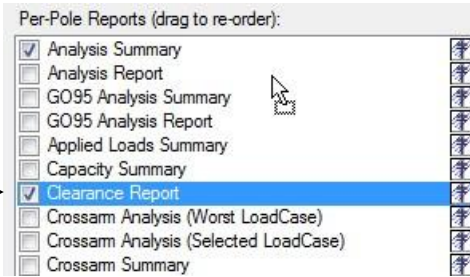 Per-Pole Reports (drag to re-order):
Analysis Summary
Analysis Report
GO95 Analysis Summary
GO95 Analysis Report
Applied Loads Summary
Capacity Summary
Clearance Report
Crossarm Analysis (Worst LoadCase)
Crossarm Analysis (Selected LoadCase)
Crossarm Summary